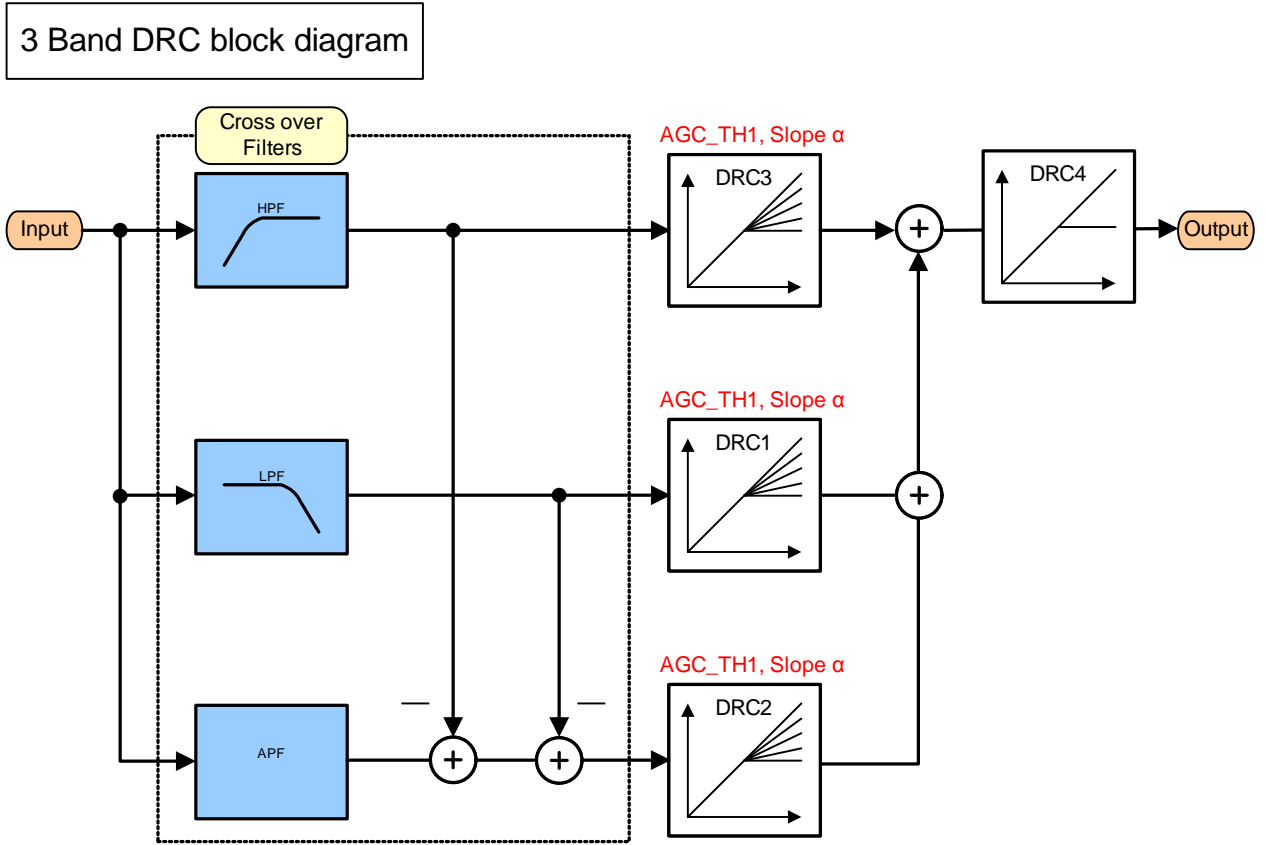 3 Band DRC block diagram
Cross over
Filters
AGC_TH1, Slope α
DRC3
DRC4
HPF
Input
+
Output
AGC_TH1, Slope α
DRC1
LPF
+
AGC_TH1, Slope α
DRC2
— —
APF
+ +